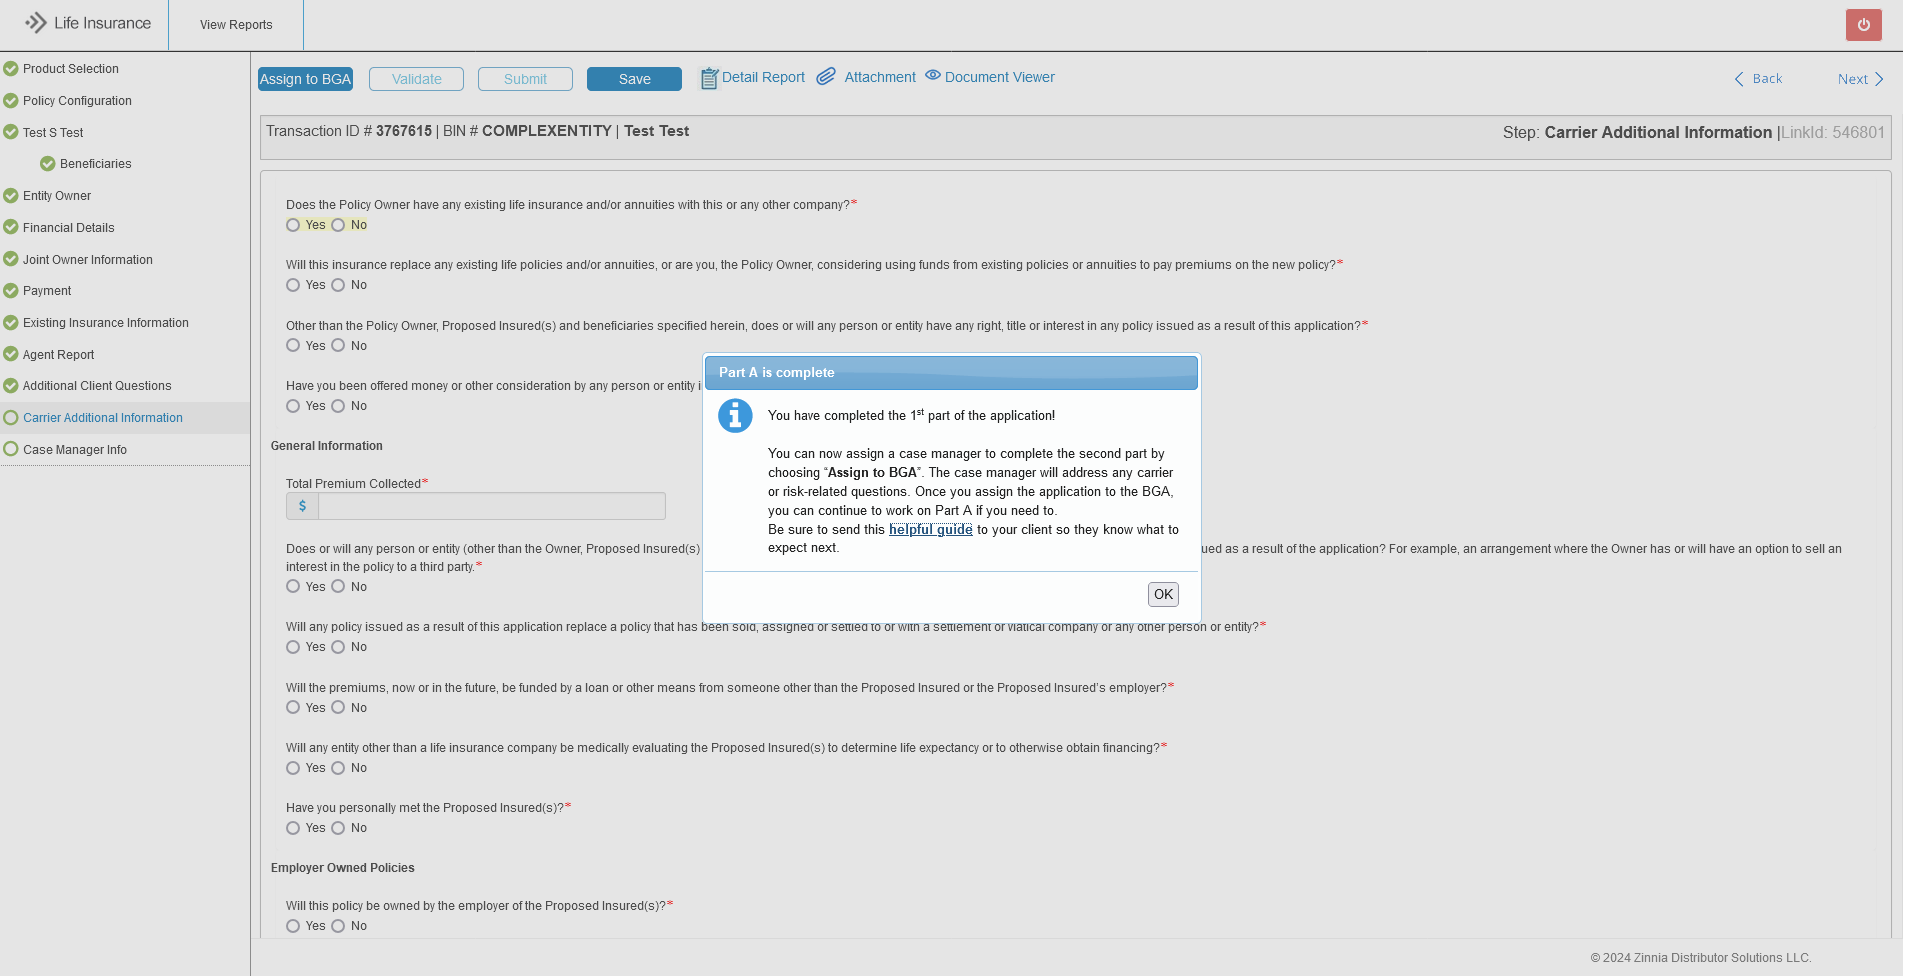 Life Insurance
View Reports
Product Selection
Policy Configuration
Test S Test
Beneficiaries
Entity Owner
Financial Details
Joint Owner Information
Payment
Existing Insurance Information
Agent Report
Additional Client Questions
Carrier Additional Information
Case Manager Info
Assign to BGA
Validate
Submit
Save
Detail Report
Attachment
Document Viewer
Back
Next
Transaction ID # 3767615 | BIN # COMPLEXENTITY | Test Test
Step: Carrier Additional Information |LinkId: 546801
Does the Policy Owner have any existing life insurance and/or annuities with this or any other company?*
Yes No
Will this insurance replace any existing life policies and/or annuities, or are you, the Policy Owner, considering using funds from existing policies or annuities to pay premiums on the new policy?*
Yes No
Other than the Policy Owner, Proposed Insured(s) and beneficiaries specified herein, does or will any person or entity have any right, title or interest in any policy issued as a result of this application?*
Yes No
Have you been offered money or other consideration by any person or entity i
Yes No
General Information
Total Premium Collected*
$
Does or will any person or entity (other than the Owner, Proposed Insured(s) ued as a result of the application? For example, an arrangement where the Owner has or will have an option to sell an
interest in the policy to a third party.*
Yes No
Will any policy issued as a result of this application replace a policy that has been sold, assigned or settled to or with a settlement or viatical company or any other person or entity?*
Yes No
Will the premiums, now or in the future, be funded by a loan or other means from someone other than the Proposed Insured or the Proposed Insured's employer?*
Yes No
Will any entity other than a life insurance company be medically evaluating the Proposed Insured(s) to determine life expectancy or to otherwise obtain financing?*
Yes No
Have you personally met the Proposed Insured(s)?*
Yes No
Employer Owned Policies
Will this policy be owned by the employer of the Proposed Insured(s)?*
Yes No
Part A is complete
You have completed the 1st part of the application!
You can now assign a case manager to complete the second part by
choosing “Assign to BGA”. The case manager will address any carrier
or risk-related questions. Once you assign the application to the BGA,
you can continue to work on Part A if you need to.
Be sure to send this helpful guide to your client so they know what to
expect next.
OK
© 2024 Zinnia Distributor Solutions LLC.